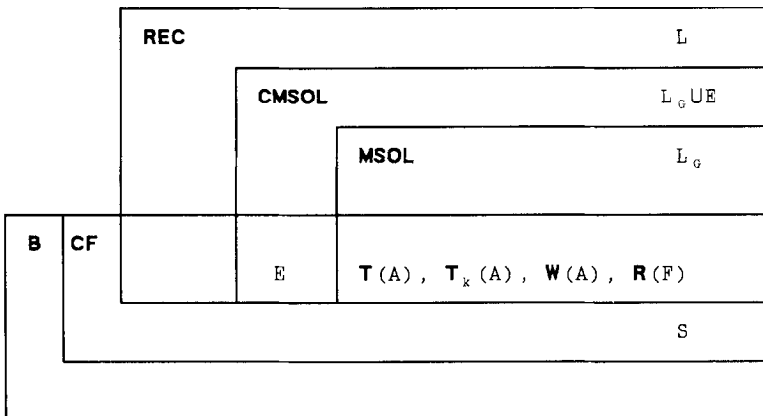 REC L
CMSOL L_G∪E
MSOL L_G
B CF
E T(A), T_k(A), W(A), R(F)
S